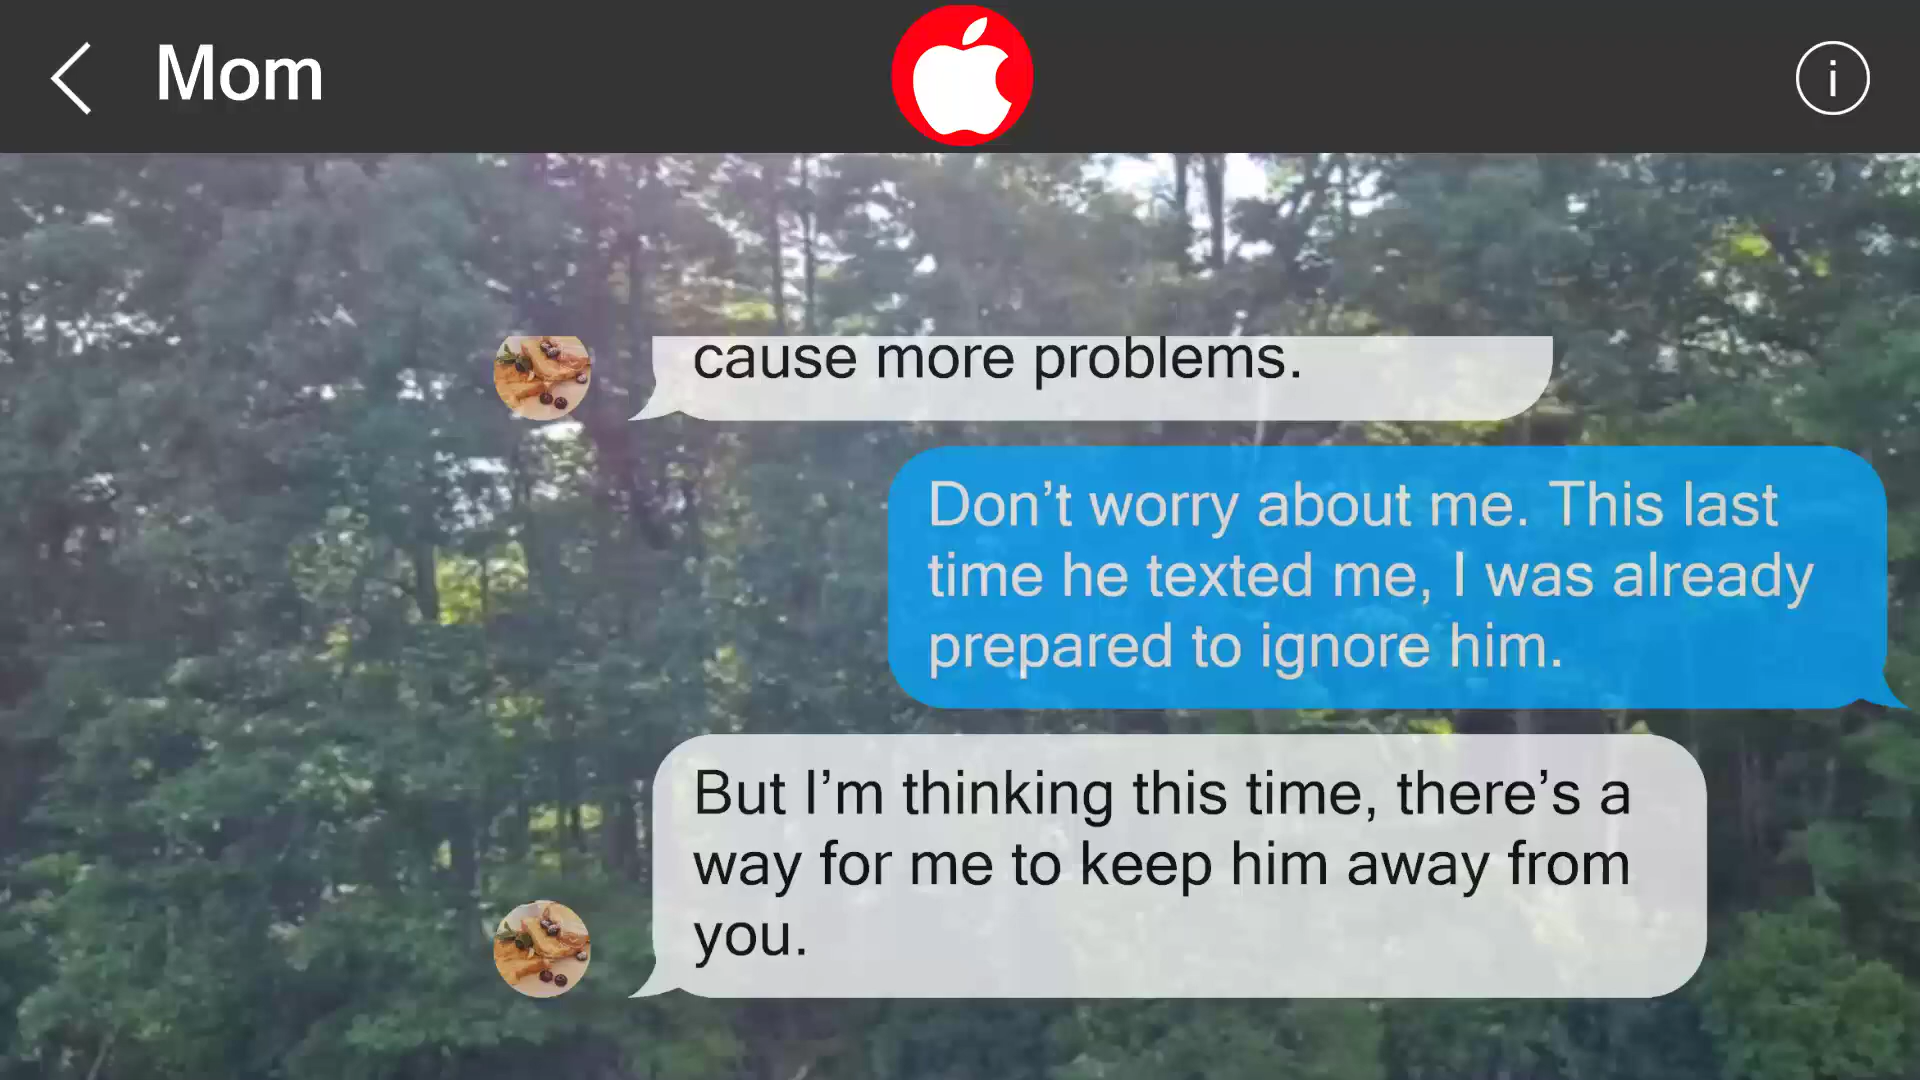 Mom
i
cause more problems.
Don’t worry about me. This last
time he texted me, I was already
prepared to ignore him.
But I’m thinking this time, there’s a
way for me to keep him away from
you.